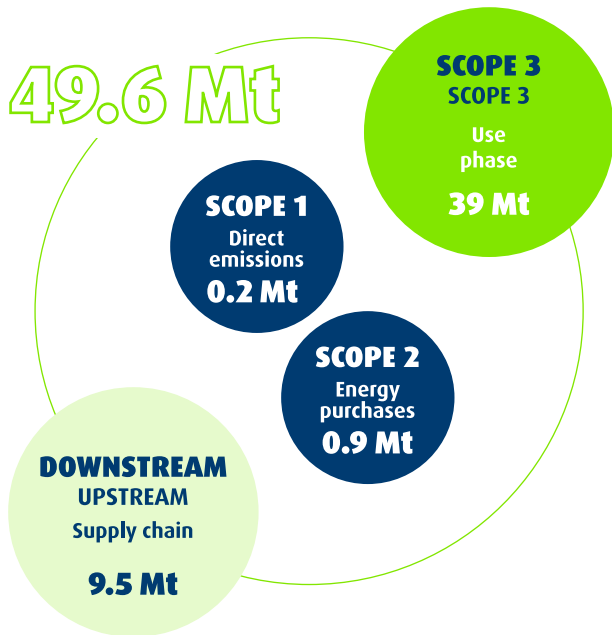 49.6 Mt
SCOPE 3
SCOPE 3
Use
phase
39 Mt
SCOPE 1
Direct
emissions
0.2 Mt
SCOPE 2
Energy
purchases
0.9 Mt
DOWNSTREAM
UPSTREAM
Supply chain
9.5 Mt